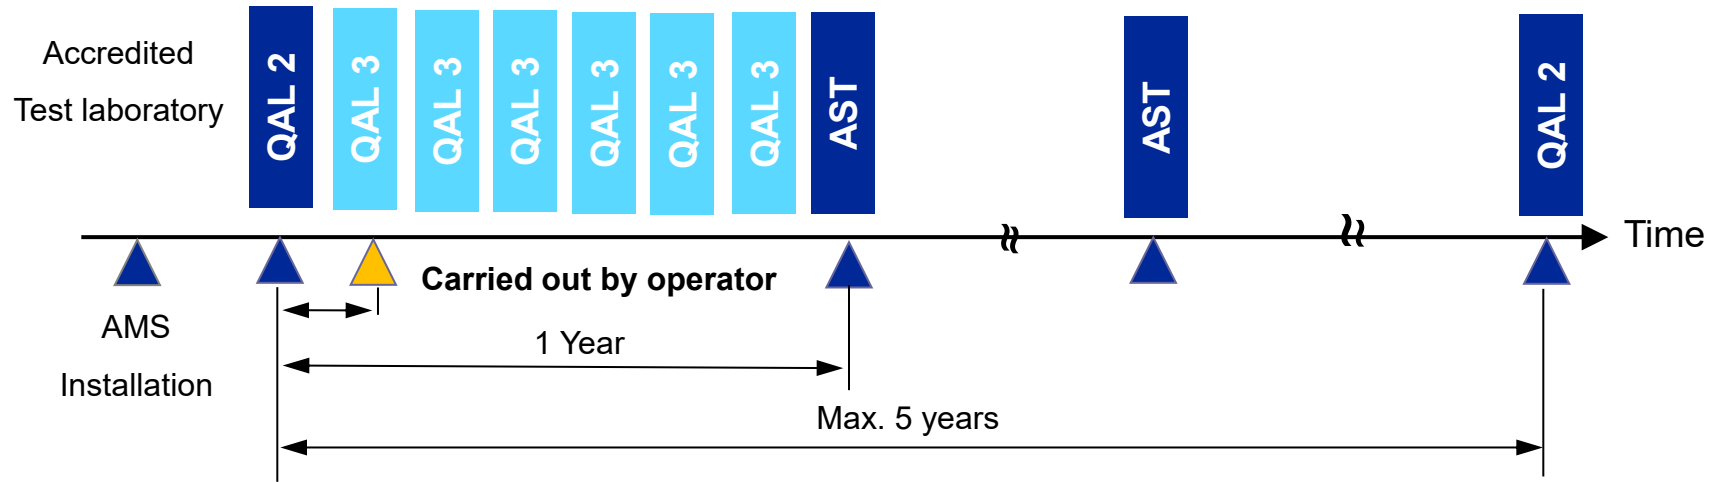 Accredited
Test laboratory
QAL 2
QAL 3
QAL 3
QAL 3
QAL 3
QAL 3
QAL 3
AST
AST
QAL 2
Time
Carried out by operator
AMS
Installation
1 Year
Max. 5 years